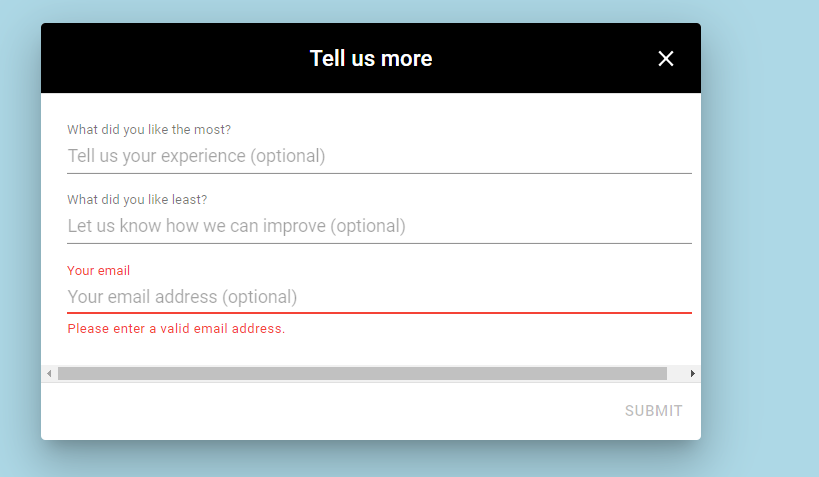 Tell us more
What did you like the most?
Tell us your experience (optional)
What did you like least?
Let us know how we can improve (optional)
Your email
Your email address (optional)
Please enter a valid email address.
SUBMIT